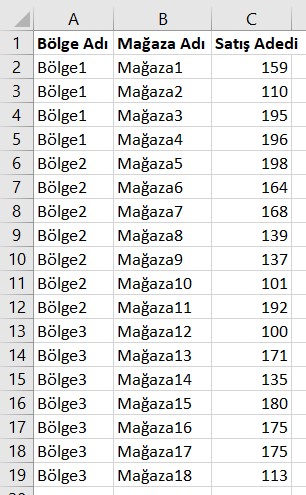 A B C
1 Bölge Adı Mağaza Adı Satış Adedi
2 Bölge1 Mağaza1 159
3 Bölge1 Mağaza2 110
4 Bölge1 Mağaza3 195
5 Bölge1 Mağaza4 196
6 Bölge2 Mağaza5 198
7 Bölge2 Mağaza6 164
8 Bölge2 Mağaza7 168
9 Bölge2 Mağaza8 139
10 Bölge2 Mağaza9 137
11 Bölge2 Mağaza10 101
12 Bölge2 Mağaza11 192
13 Bölge3 Mağaza12 100
14 Bölge3 Mağaza13 171
15 Bölge3 Mağaza14 135
16 Bölge3 Mağaza15 180
17 Bölge3 Mağaza16 175
18 Bölge3 Mağaza17 175
19 Bölge3 Mağaza18 113